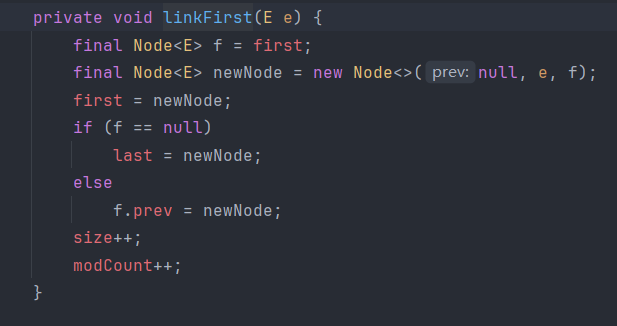 private void linkFirst(E e) {
    final Node<E> f = first;
    final Node<E> newNode = new Node<>( prev: null, e, f);
    first = newNode;
    if (f == null)
        last = newNode;
    else
        f.prev = newNode;
    size++;
    modCount++;
}